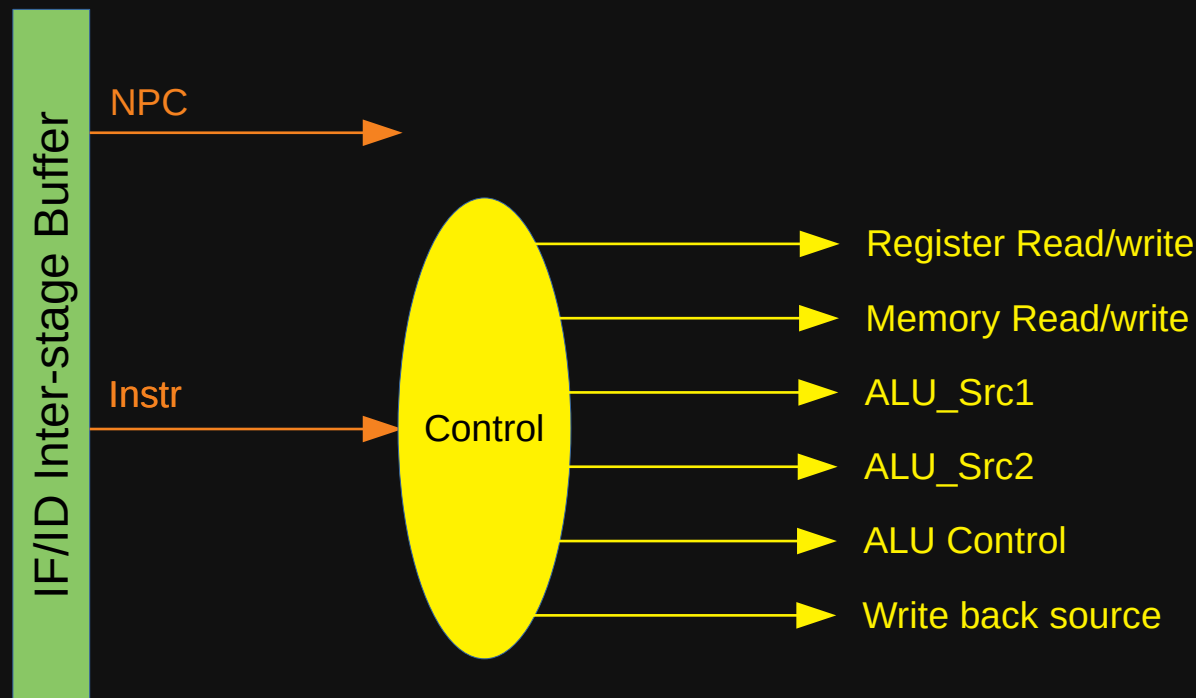 IF/ID Inter-stage Buffer
NPC
Register Read/write
Memory Read/write
Instr
ALU_Src1
Control
ALU_Src2
ALU Control
Write back source